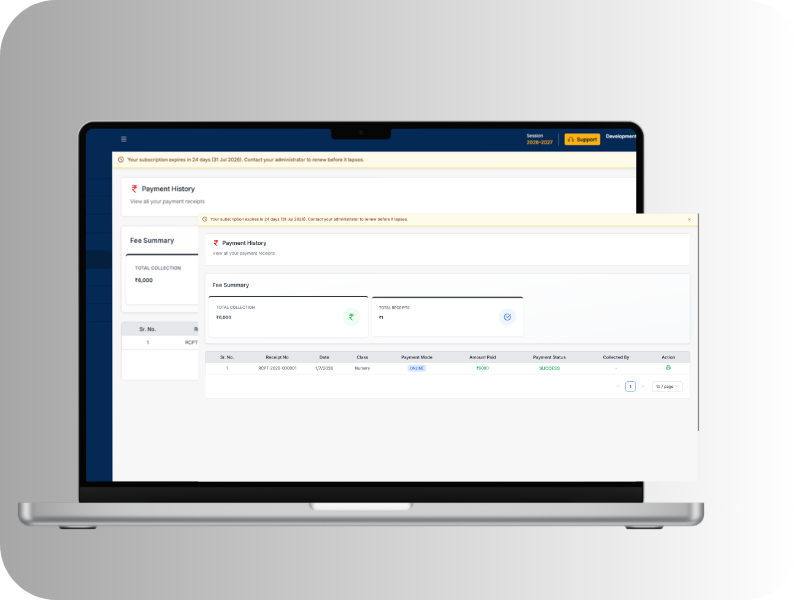 Session
2026-2027
Support
Development
Your subscription expires in 24 days (31 Jul 2026). Contact your administrator to renew before it lapses.
₹ Payment History
View all your payment receipts
Fee Summary
TOTAL COLLECTION
₹6,000
Sr. No.
1
RCPT
Your subscription expires in 24 days (31 Jul 2026). Contact your administrator to renew before it lapses.
₹ Payment History
View all your payment receipts
Fee Summary
TOTAL COLLECTION
₹6,000
₹
TOTAL RECEIPTS
Sr. No. Receipt No Date Class Payment Mode Amount Paid Payment Status Collected By Action
1 Nursery ONLINE SUCCESS
1 10 / page